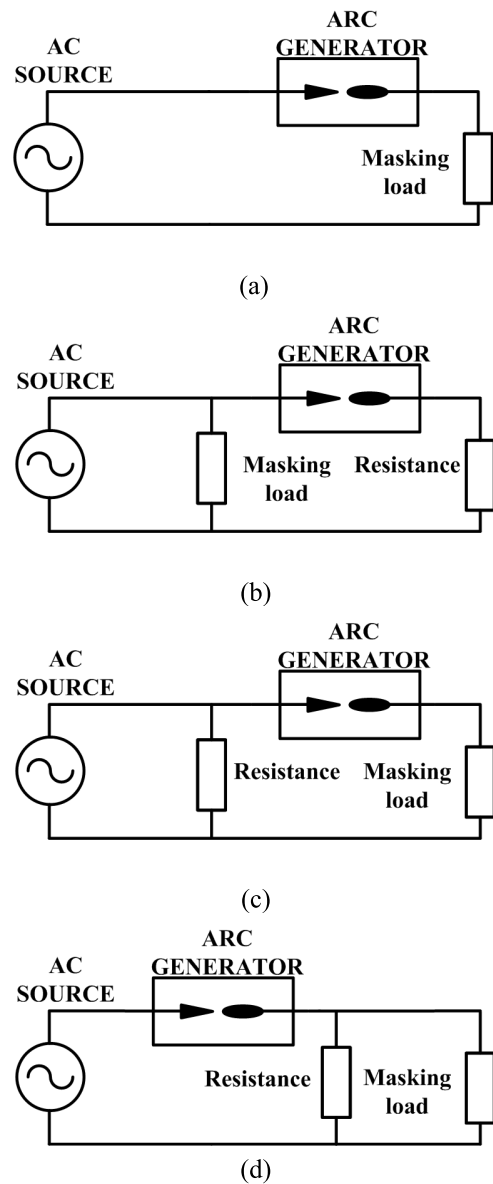 ARC
GENERATOR
AC
SOURCE
Masking
load
(a)
ARC
GENERATOR
AC
SOURCE
Masking
load
Resistance
(b)
ARC
GENERATOR
AC
SOURCE
Resistance
Masking
load
(c)
ARC
GENERATOR
AC
SOURCE
Resistance
Masking
load
(d)